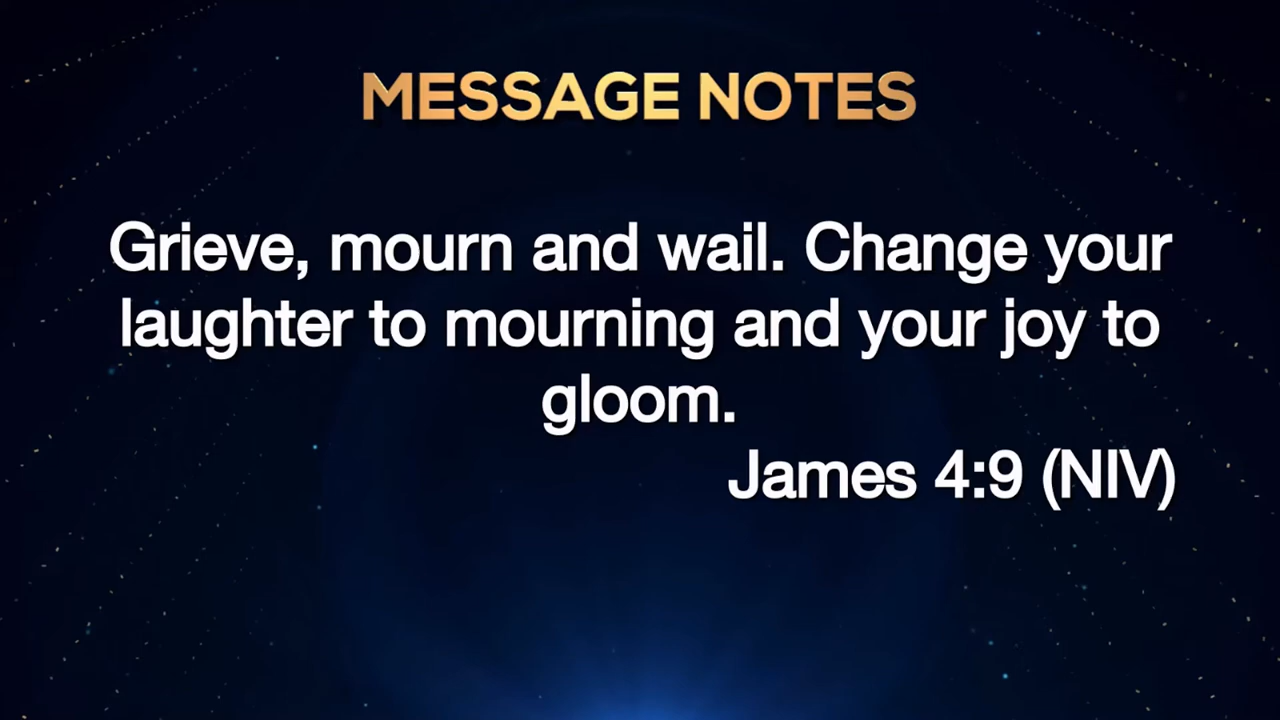 MESSAGE NOTES
Grieve, mourn and wail. Change your
laughter to mourning and your joy to
gloom.
James 4:9 (NIV)